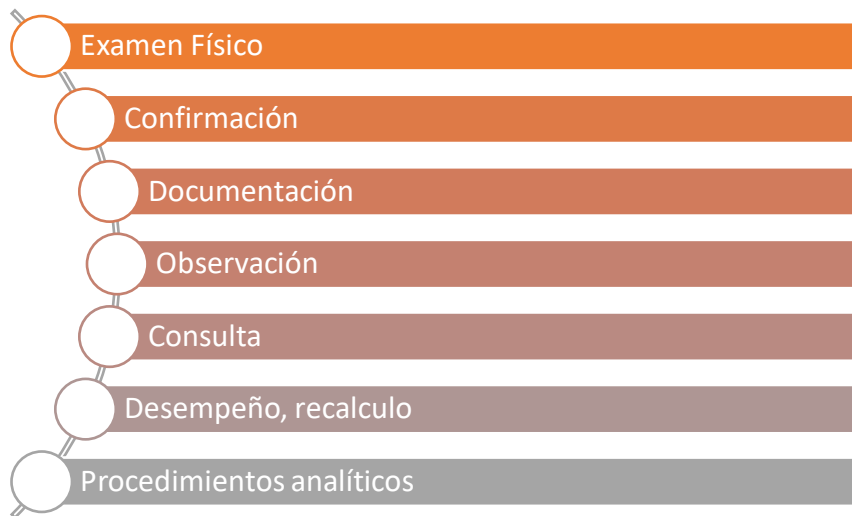 Examen Físico
Confirmación
Documentación
Observación
Consulta
Desempeño, recalculo
Procedimientos analíticos